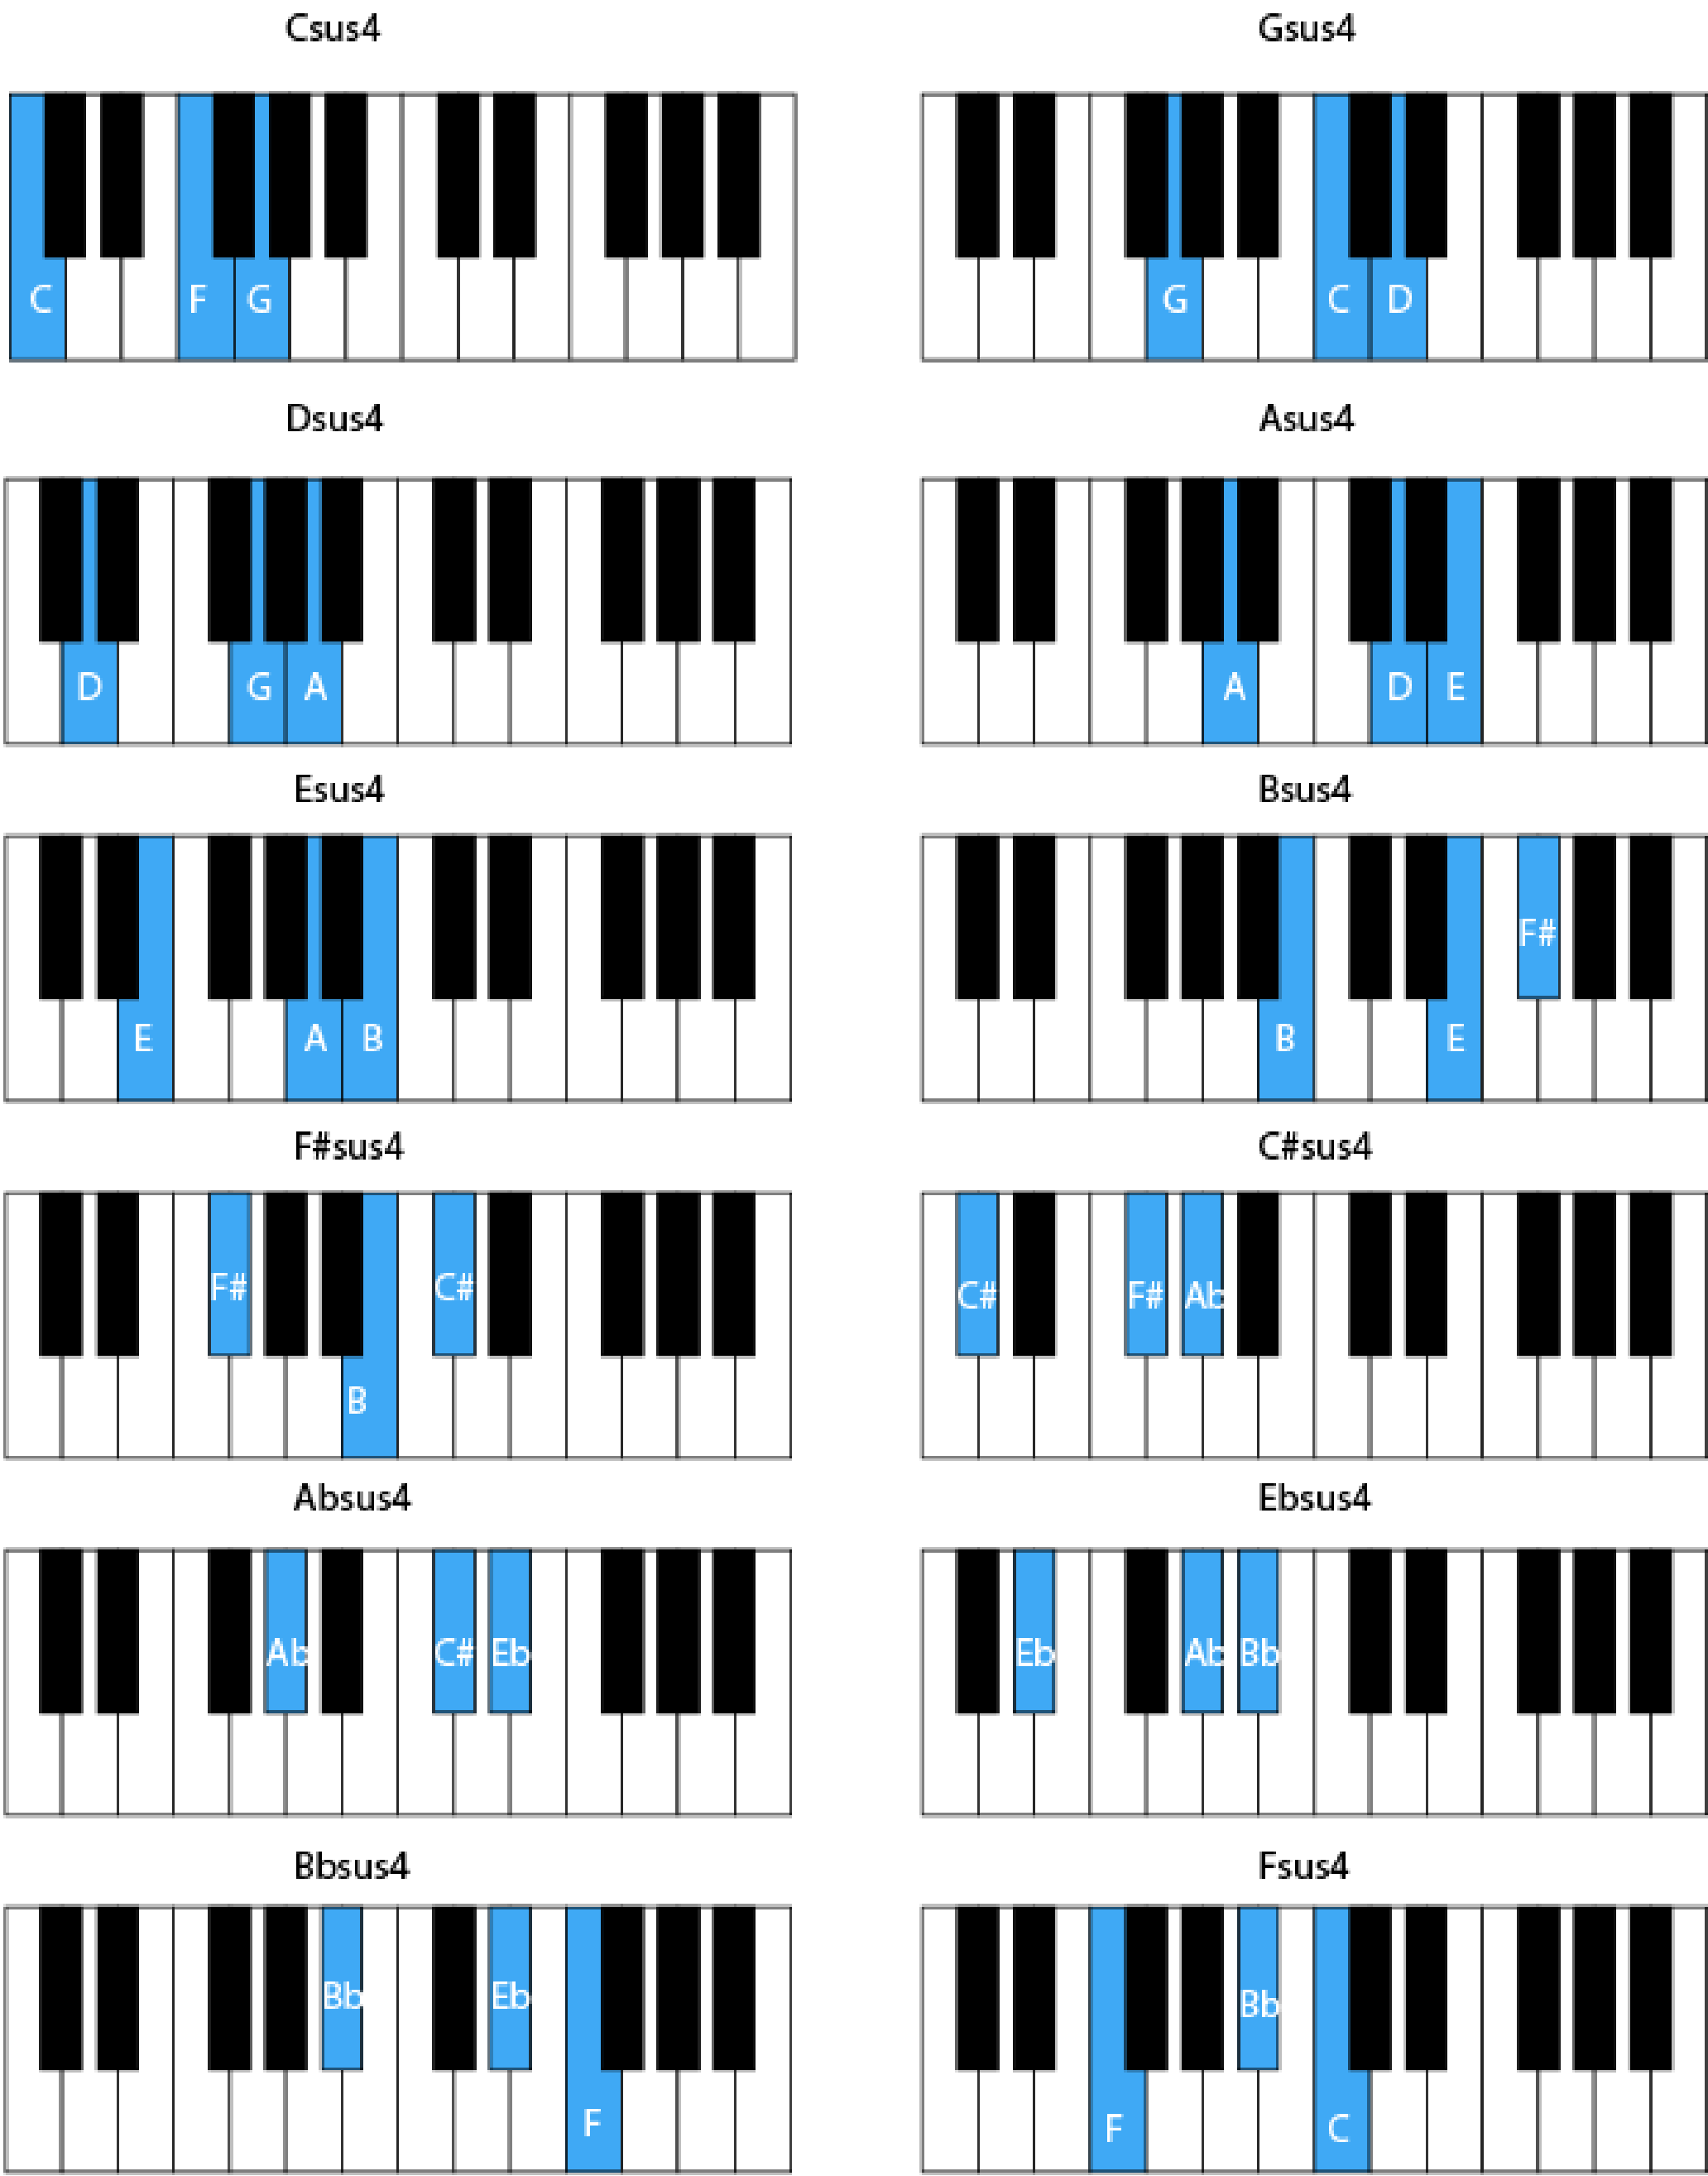 Csus4 Gsus4
C F G G C D
Dsus4 Asus4
D G A A D E
Esus4 Bsus4
F#
E A B B E
F#sus4 C#sus4
F# C# C# F# Ab
B
Absus4 Ebsus4
Ab C# Eb Eb Ab Bb
Bbsus4 Fsus4
Bb Eb Bb
F F C